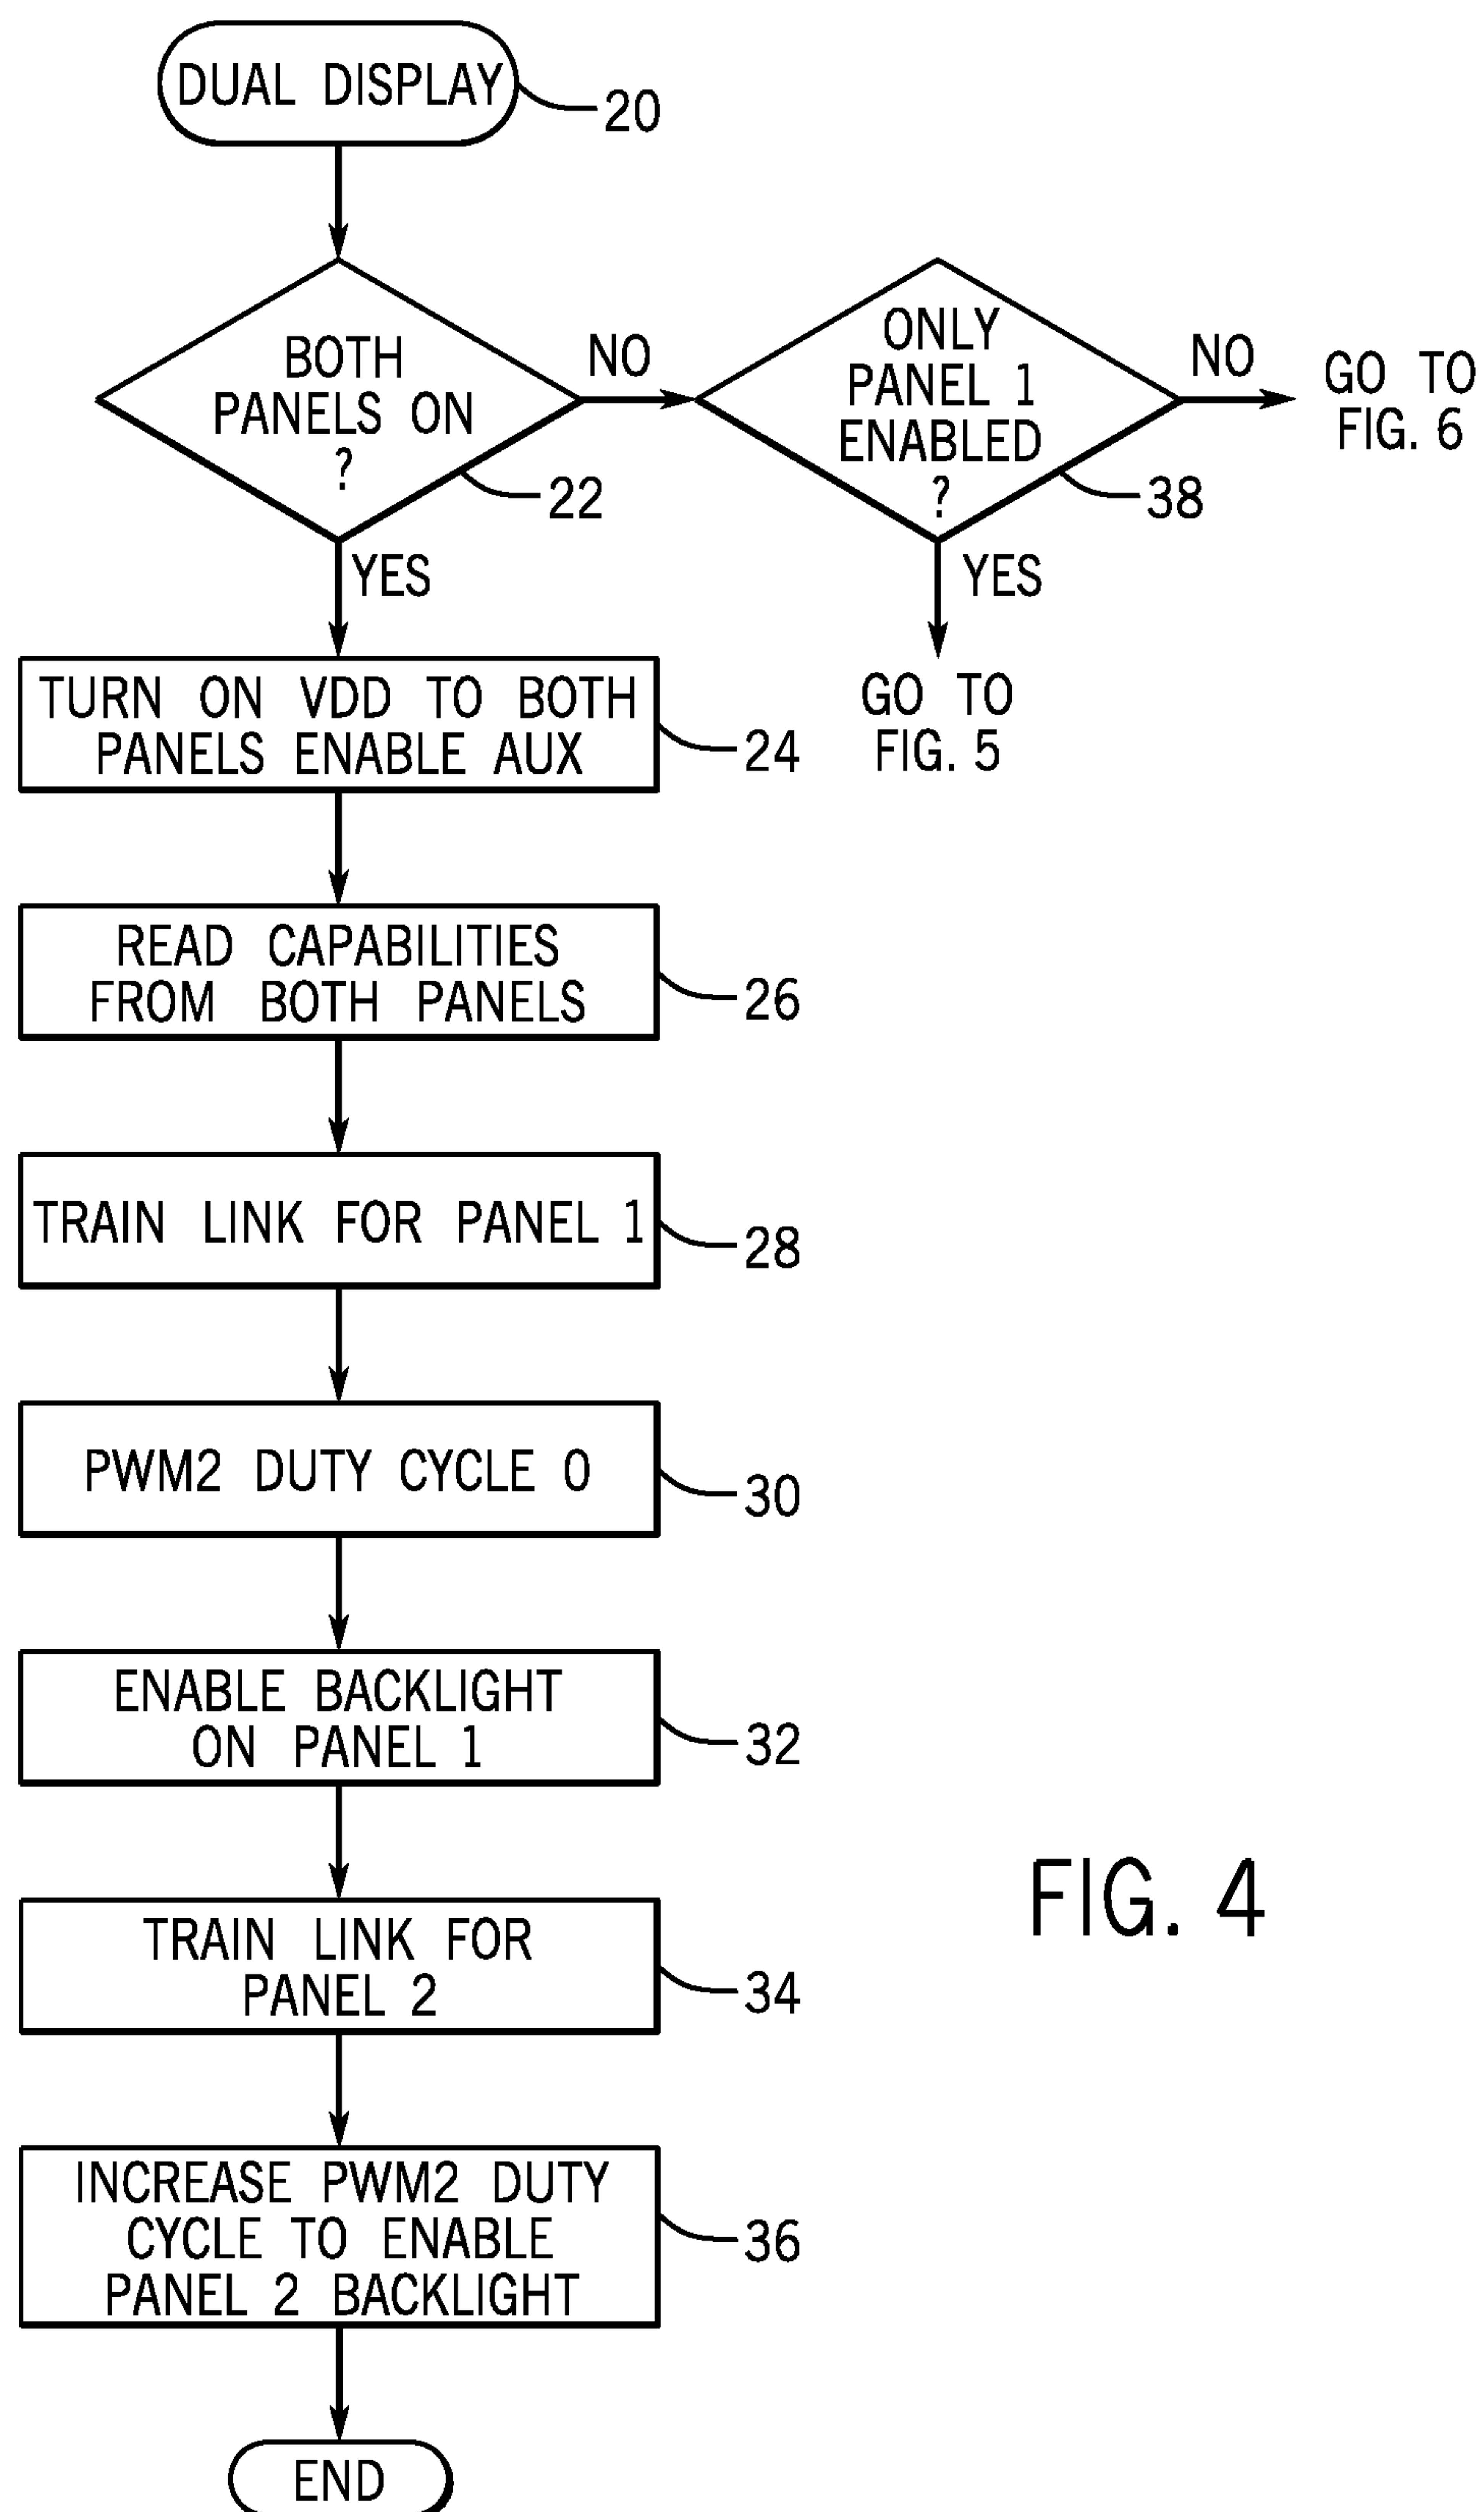 DUAL DISPLAY
20
BOTH
PANELS ON
?
22
NO
ONLY
PANEL 1
ENABLED
?
38
NO
GO TO
FIG. 6
YES
YES
GO TO
FIG. 5
TURN ON VDD TO BOTH
PANELS ENABLE AUX
24
READ CAPABILITIES
FROM BOTH PANELS
26
TRAIN LINK FOR PANEL 1
28
PWM2 DUTY CYCLE 0
30
ENABLE BACKLIGHT
ON PANEL 1
32
TRAIN LINK FOR
PANEL 2
34
FIG. 4
INCREASE PWM2 DUTY
CYCLE TO ENABLE
PANEL 2 BACKLIGHT
36
END